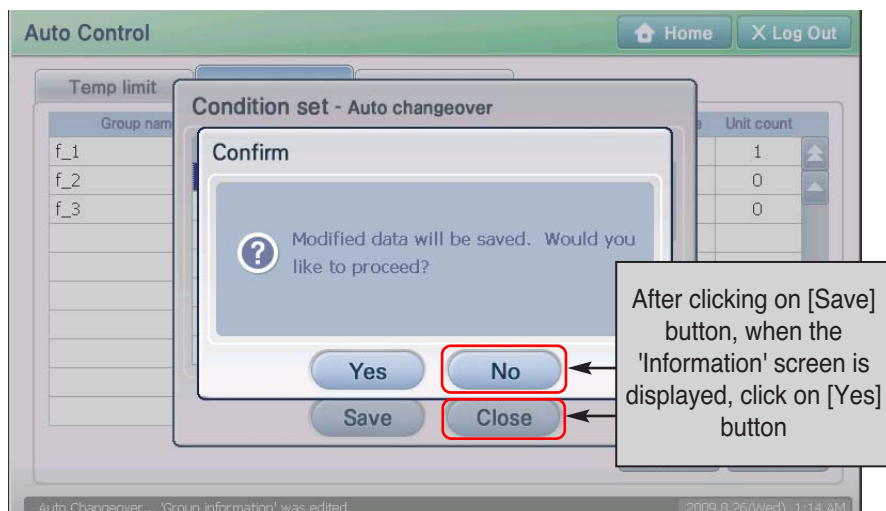 Auto Control
Home
X Log Out
Temp limit
Condition set - Auto changeover
Group nam
Unit count
Confirm
f_1
1
f_2
0
f_3
0
Modified data will be saved. Would you
like to proceed?
After clicking on [Save]
button, when the
'Information' screen is
displayed, click on [Yes]
button
Yes
No
Save
Close
Auto Changeover... 'Group information' was edited.
2009.8.26(Wed) 1:14 AM